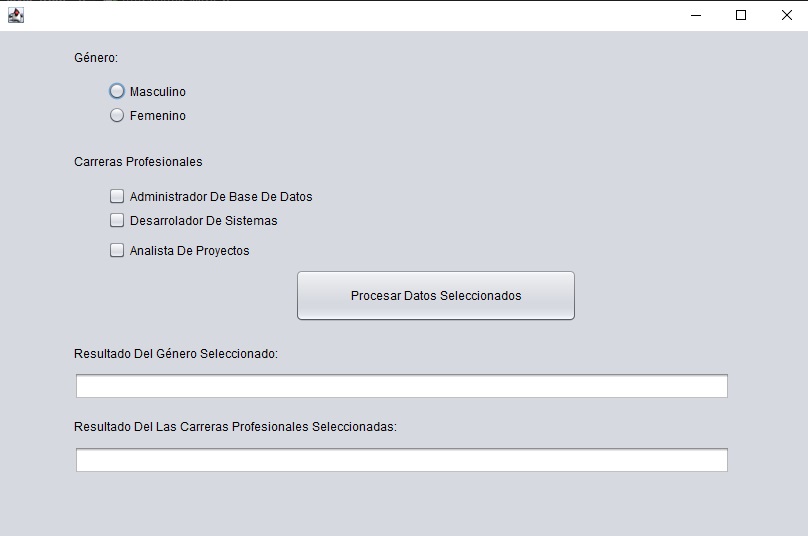 Género:
Masculino
Femenino
Carreras Profesionales
Administrador De Base De Datos
Desarrolador De Sistemas
Analista De Proyectos
Procesar Datos Seleccionados
Resultado Del Género Seleccionado:
Resultado Del Las Carreras Profesionales Seleccionadas: